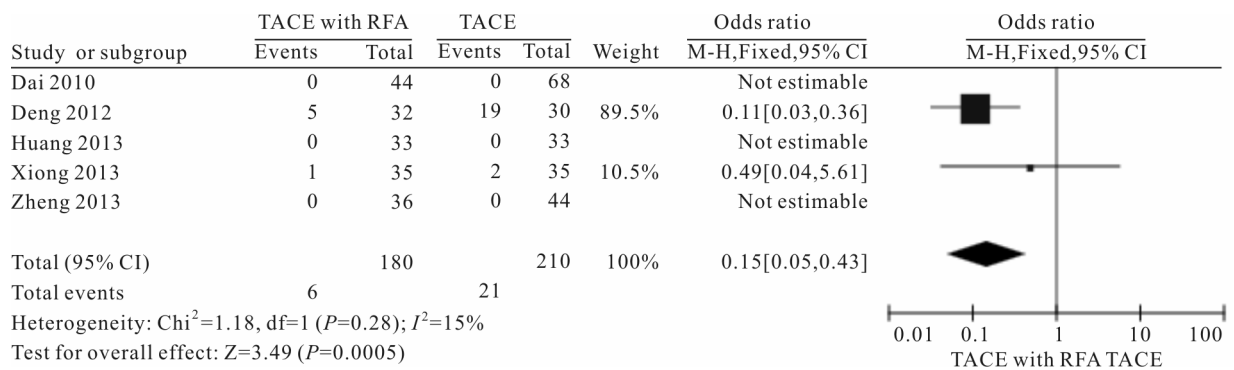 TACE with RFA TACE Odds ratio Odds ratio
Study or subgroup Events Total Events Total Weight M-H,Fixed,95% CI M-H,Fixed,95% CI
Dai 2010 0 44 0 68 Not estimable
Deng 2012 5 32 19 30 89.5% 0.11[0.03,0.36]
Huang 2013 0 33 0 33 Not estimable
Xiong 2013 1 35 2 35 10.5% 0.49[0.04,5.61]
Zheng 2013 0 36 0 44 Not estimable
Total (95% CI) 180 210 100% 0.15[0.05,0.43]
Total events 6 21
Heterogeneity: Chi²=1.18, df=1 (P=0.28); I²=15%
Test for overall effect: Z=3.49 (P=0.0005)
0.01 0.1 1 10 100
TACE with RFA TACE